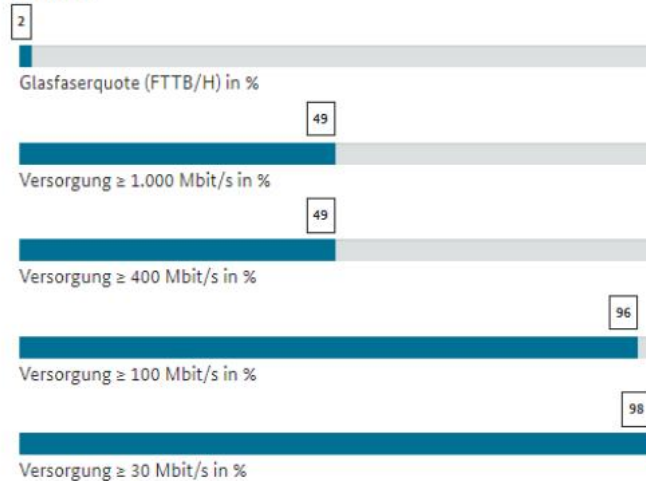 2
Glasfaserquote (FTTB/H) in %
49
Versorgung ≥ 1.000 Mbit/s in %
49
Versorgung ≥ 400 Mbit/s in %
96
Versorgung ≥ 100 Mbit/s in %
98
Versorgung ≥ 30 Mbit/s in %